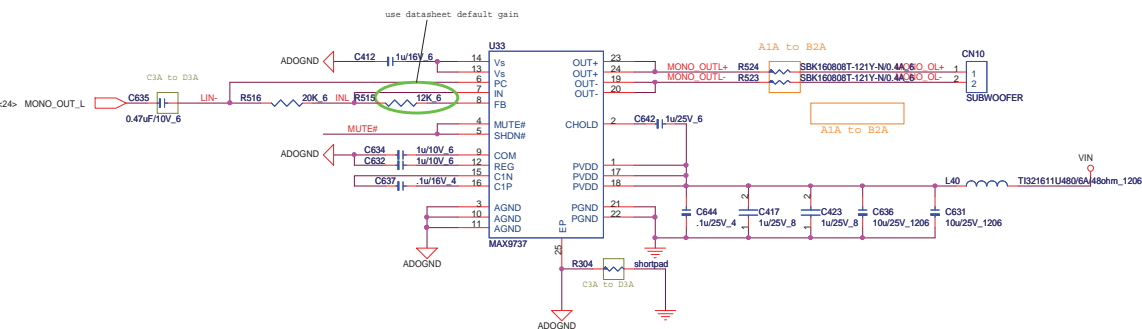 use datasheet default gain
U33
A1A to B2A
CN10
ADOGND
C412
1u/16V_6
14
13
6
7
8
4
5
9
12
15
16
3
10
11
Vs
Vs
PC
IN
FB
MUTE#
SHDN#
COM
REG
C1N
C1P
AGND
AGND
AGND
OUT+
OUT+
OUT-
OUT-
CHOLD
PVDD
PVDD
PVDD
PGND
PGND
EP
23
24
19
20
2
1
17
18
21
22
25
MONO_OUTL+ R524 SBK160808T-121Y-N/0.4A_6 MONO_OL+
MONO_OUTL- R523 SBK160808T-121Y-N/0.4A_6 MONO_OL-
1
2
SUBWOOFER
C3A to D3A
<24> MONO_OUT_L
C635
0.47uF/10V_6
LIN-
R516
20K_6
INL
R515
12K_6
C642
1u/25V_6
A1A to B2A
MUTE#
ADOGND
C634
1u/10V_6
C632
1u/10V_6
C637
.1u/16V_4
VIN
L40
TI321611U480/6A/48ohm_1206
C644
.1u/25V_4
2
1
C417
1u/25V_8
2
1
C423
1u/25V_8
C636
10u/25V_1206
C631
10u/25V_1206
MAX9737
ADOGND
R304
shortpad
C3A to D3A
ADOGND